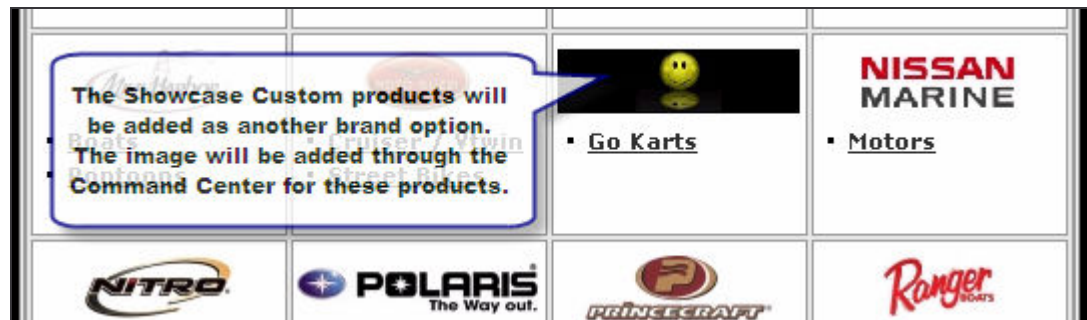 The Showcase Custom products will
be added as another brand option.
The image will be added through the
Command Center for these products.
Boats
Pontoons
Cruiser / Vtwin
Street Bikes
Go Karts
NISSAN
MARINE
Motors
NITRO
POLARIS
The Way out.
PRINCECRAFT
Ranger
BOATS